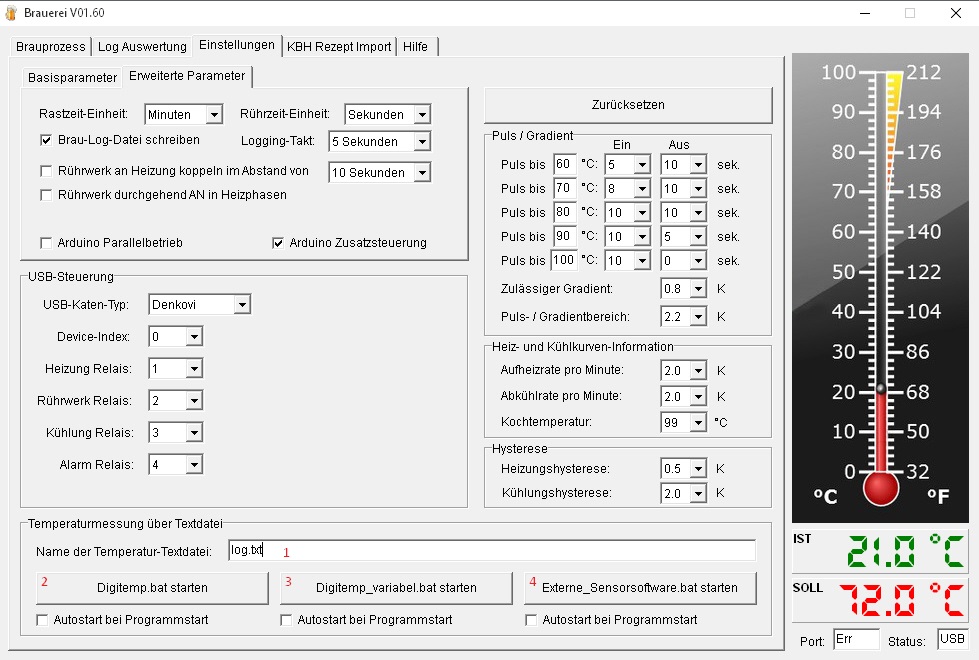 Brauerei V01.60
Brauprozess Log Auswertung Einstellungen KBH Rezept Import Hilfe
Basisparameter Erweiterte Parameter
Rastzeit-Einheit: Minuten Rührzeit-Einheit: Sekunden
Brau-Log-Datei schreiben Logging-Takt: 5 Sekunden
Rührwerk an Heizung koppeln im Abstand von 10 Sekunden
Rührwerk durchgehend AN in Heizphasen
Arduino Parallelbetrieb Arduino Zusatzsteuerung
USB-Steuerung
USB-Katen-Typ: Denkovi
Device-Index: 0
Heizung Relais: 1
Rührwerk Relais: 2
Kühlung Relais: 3
Alarm Relais: 4
Zurücksetzen
Puls / Gradient
Ein Aus
Puls bis 60 °C: 5 10 sek.
Puls bis 70 °C: 8 10 sek.
Puls bis 80 °C: 10 10 sek.
Puls bis 90 °C: 10 5 sek.
Puls bis 100 °C: 10 0 sek.
Zulässiger Gradient: 0.8 K
Puls- / Gradientbereich: 2.2 K
Heiz- und Kühlkurven-Information
Aufheizrate pro Minute: 2.0 K
Abkühlrate pro Minute: 2.0 K
Kochtemperatur: 99 °C
Hysterese
Heizungshysterese: 0.5 K
Kühlungshysterese: 2.0 K
Temperaturmessung über Textdatei
Name der Temperatur-Textdatei: log.txt 1
2 Digitemp.bat starten 3 Digitemp_variabel.bat starten 4 Externe_Sensorsoftware.bat starten
Autostart bei Programmstart Autostart bei Programmstart Autostart bei Programmstart
100 212
90 194
80 176
70 158
60 140
50 122
40 104
30 86
20 68
10 50
0 32
°C °F
IST 21.0 °C
SOLL 72.0 °C
Port: Err Status: USB